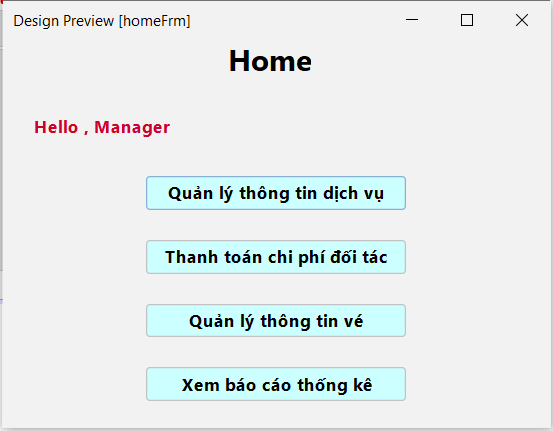 Design Preview [homeFrm]
Home
Hello , Manager
Quản lý thông tin dịch vụ
Thanh toán chi phí đối tác
Quản lý thông tin vé
Xem báo cáo thống kê